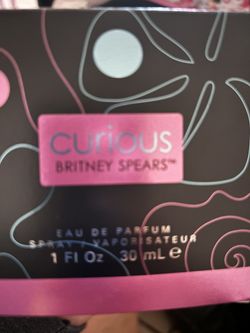 curious
BRITNEY SPEARS™
EAU DE PARFUM
SPRAY / VAPORISATEUR
1 Fl Oz 30 mL ℮